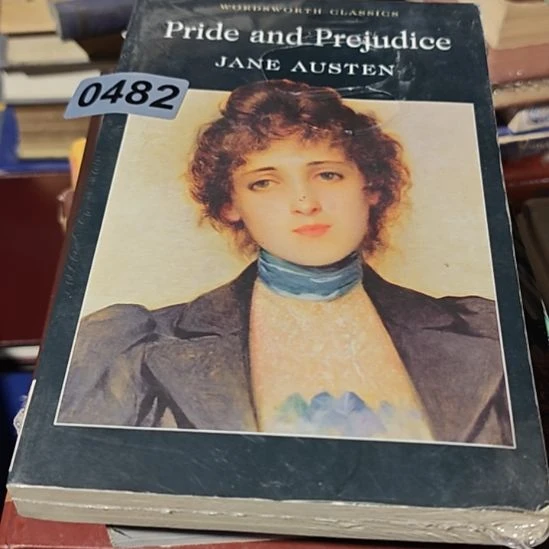 WORDSWORTH CLASSICS
Pride and Prejudice
JANE AUSTEN
0482